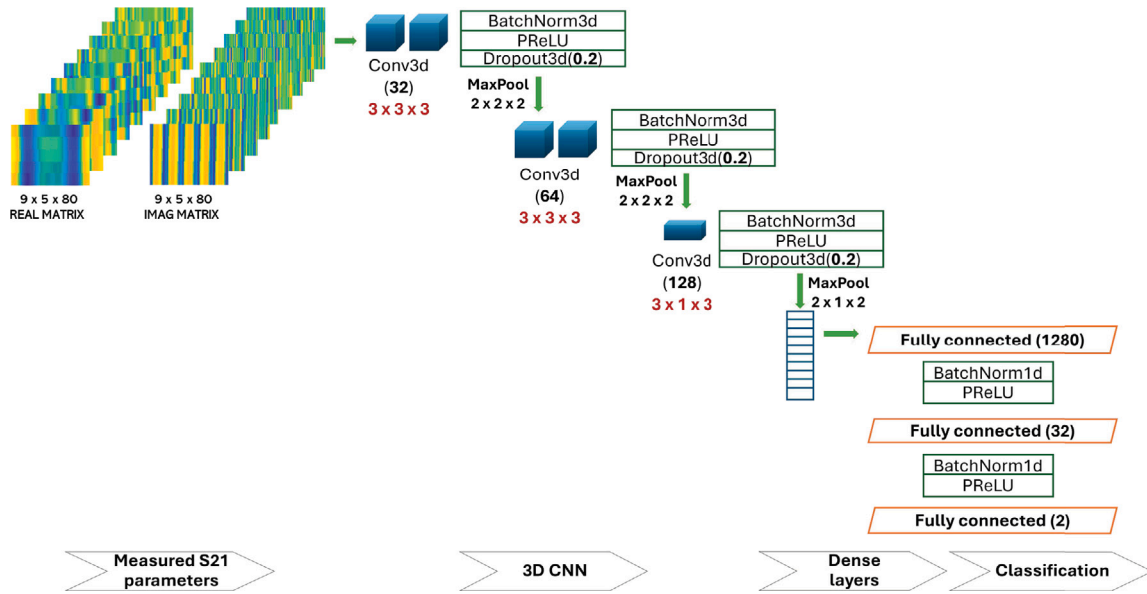 9 x 5 x 80
REAL MATRIX
9 x 5 x 80
IMAG MATRIX
Conv3d
(32)
3 x 3 x 3
BatchNorm3d
PReLU
Dropout3d(0.2)
MaxPool
2 x 2 x 2
Conv3d
(64)
3 x 3 x 3
BatchNorm3d
PReLU
Dropout3d(0.2)
MaxPool
2 x 2 x 2
Conv3d
(128)
3 x 1 x 3
BatchNorm3d
PReLU
Dropout3d(0.2)
MaxPool
2 x 1 x 2
Fully connected (1280)
BatchNorm1d
PReLU
Fully connected (32)
BatchNorm1d
PReLU
Fully connected (2)
Measured S21
parameters
3D CNN
Dense
layers
Classification